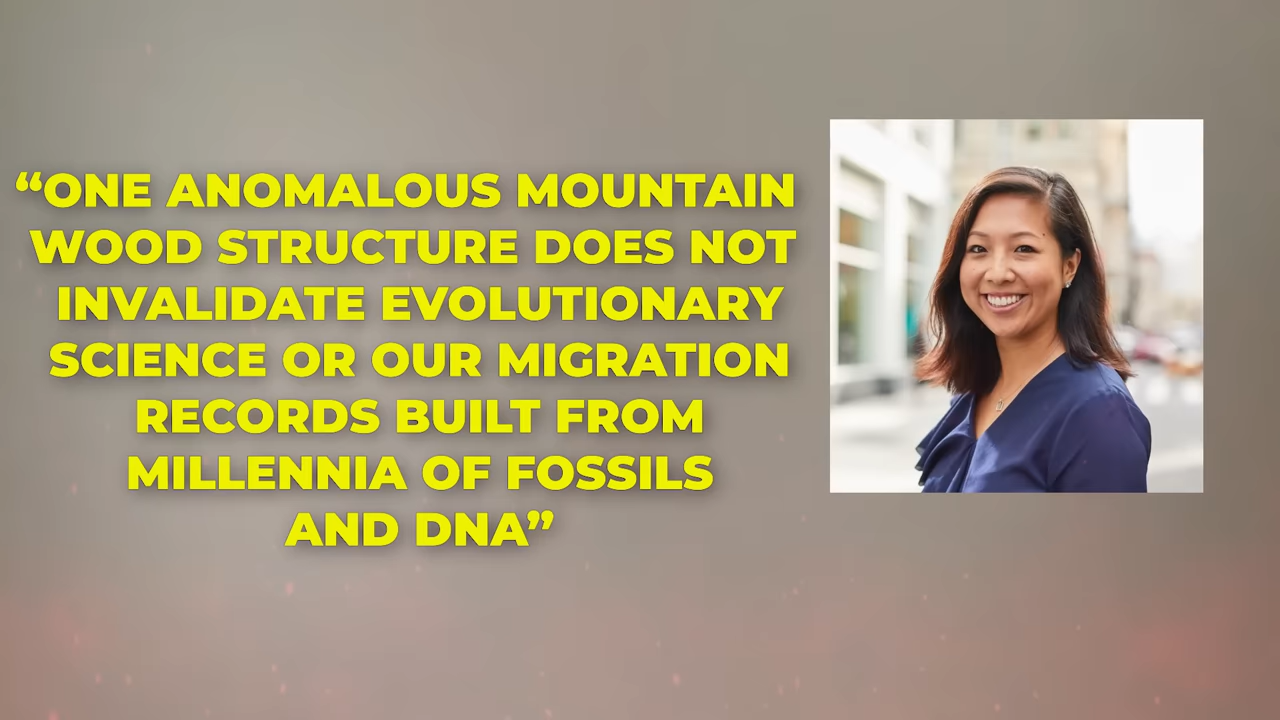 “ONE ANOMALOUS MOUNTAIN
WOOD STRUCTURE DOES NOT
INVALIDATE EVOLUTIONARY
SCIENCE OR OUR MIGRATION
RECORDS BUILT FROM
MILLENNIA OF FOSSILS
AND DNA”